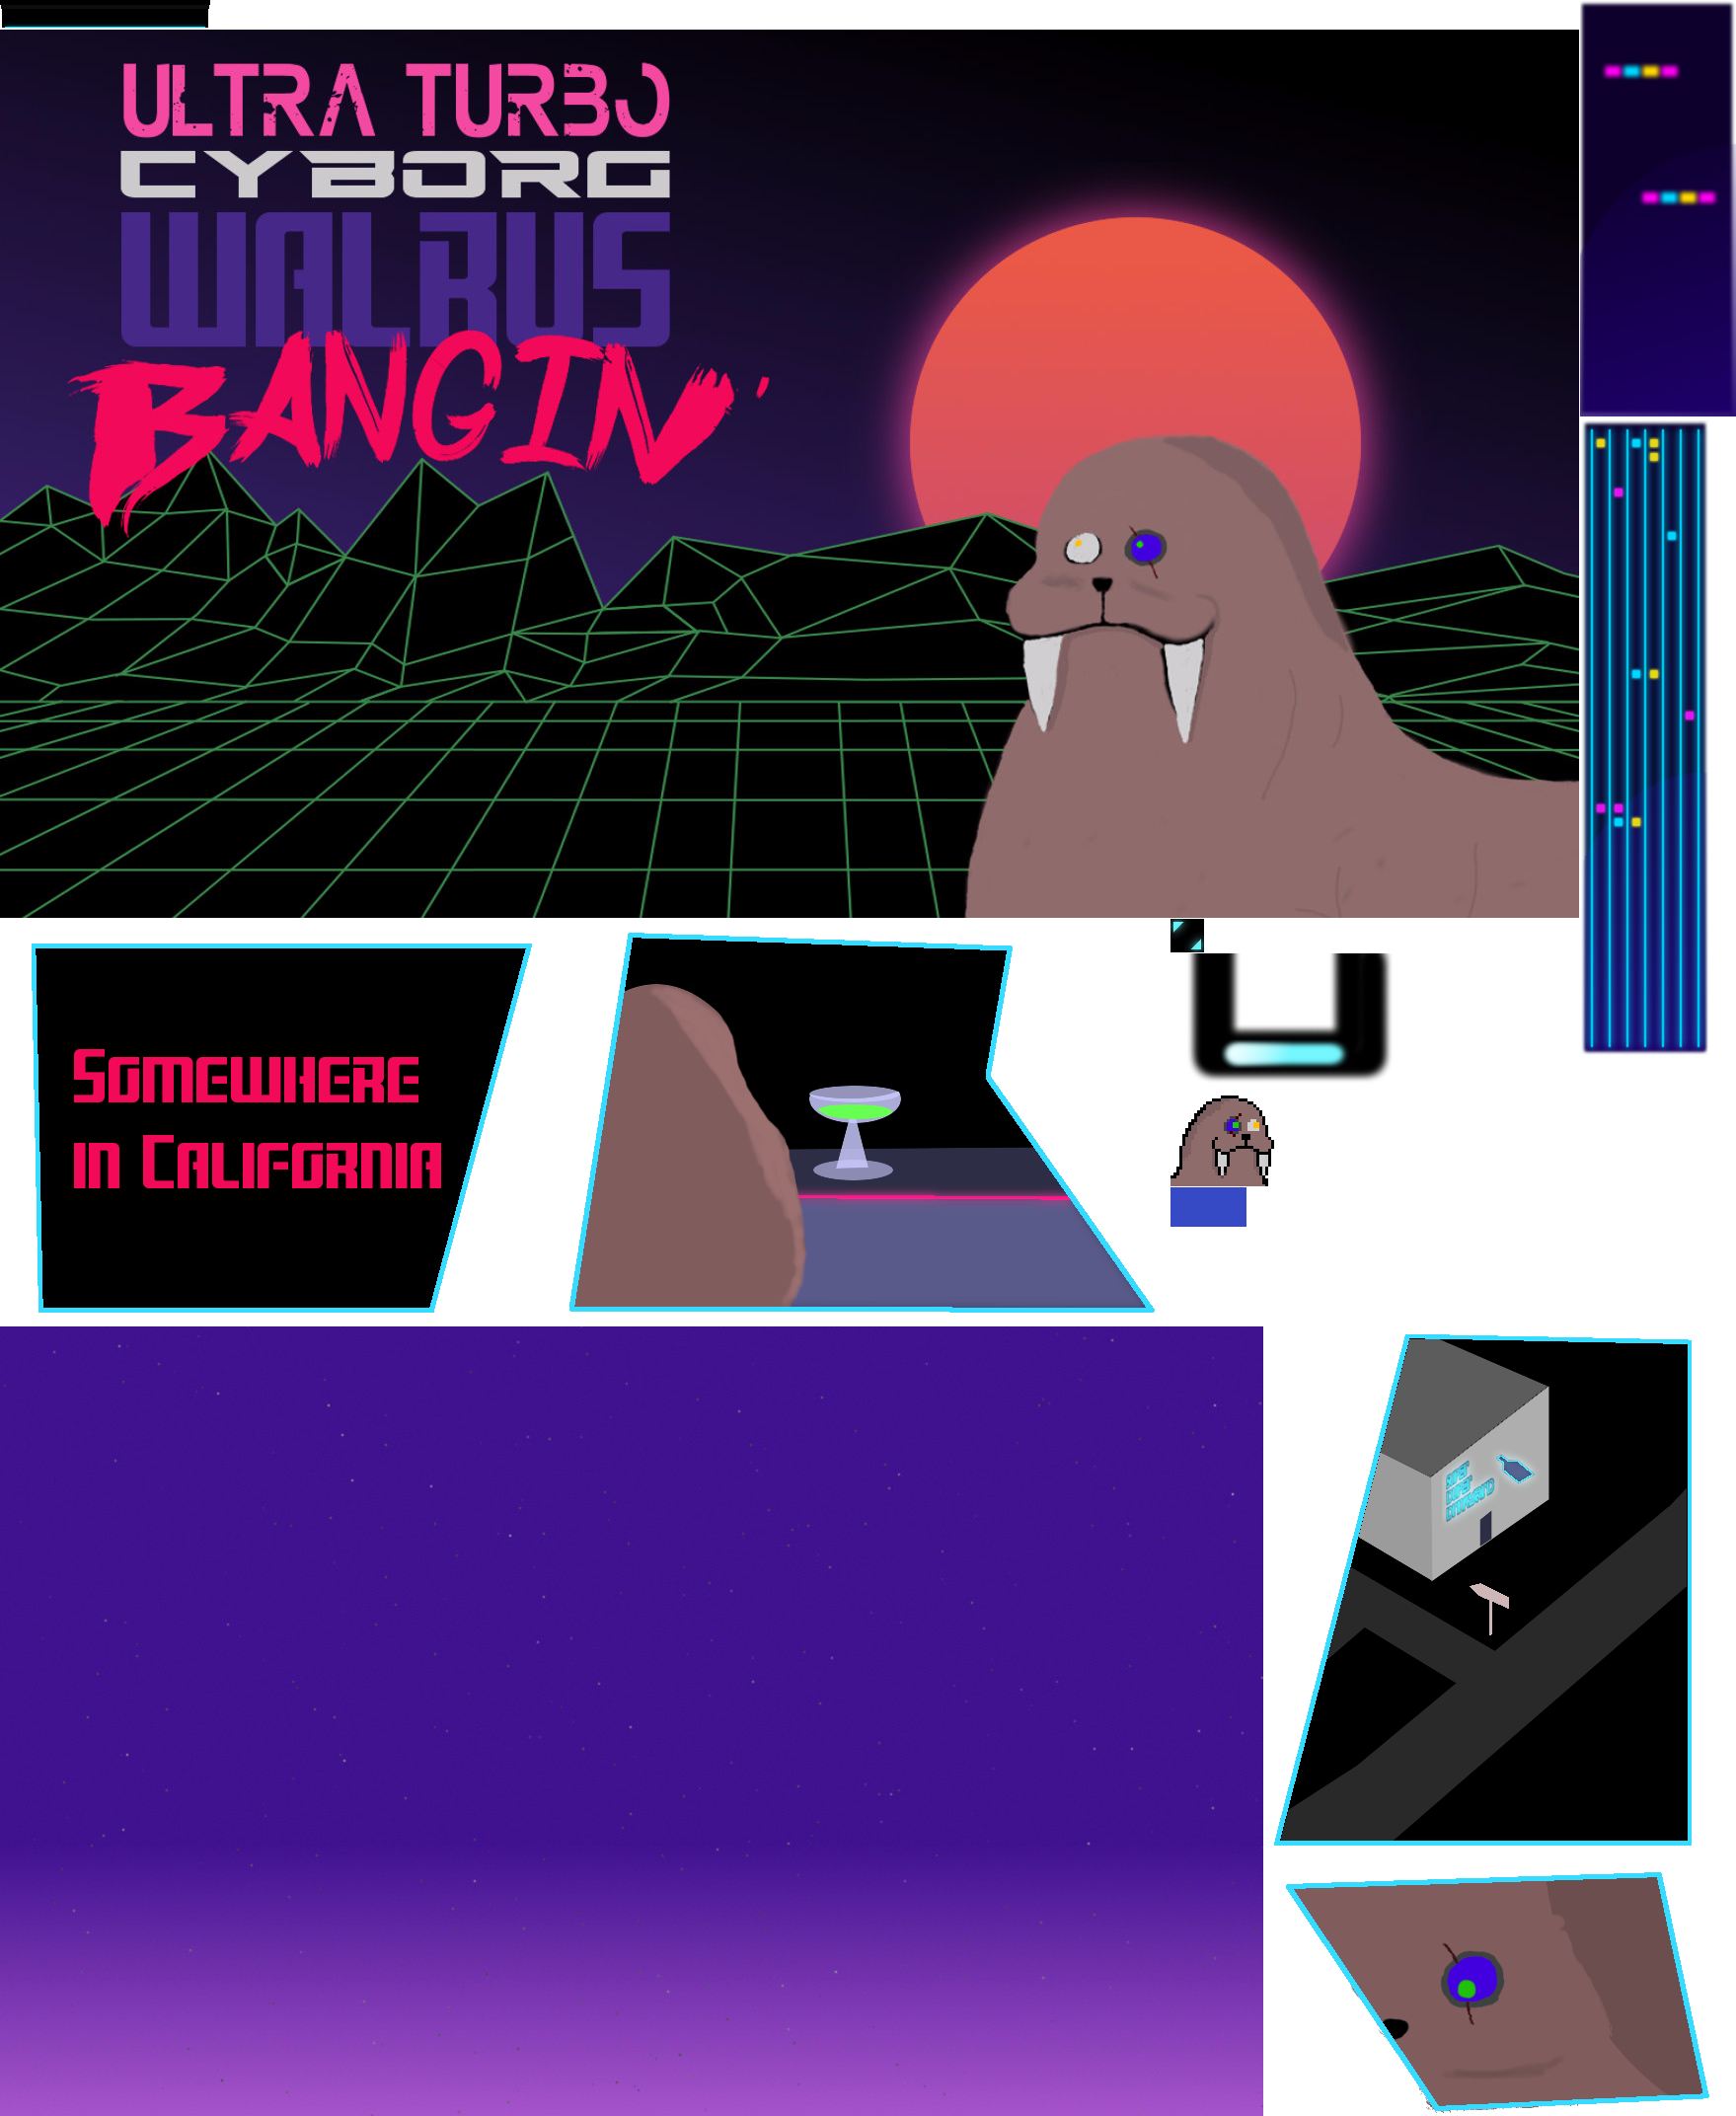 ULTRA TURBO
CYBORG
WALRUS
BANGIN'
SOMEWHERE
IN CALIFORNIA